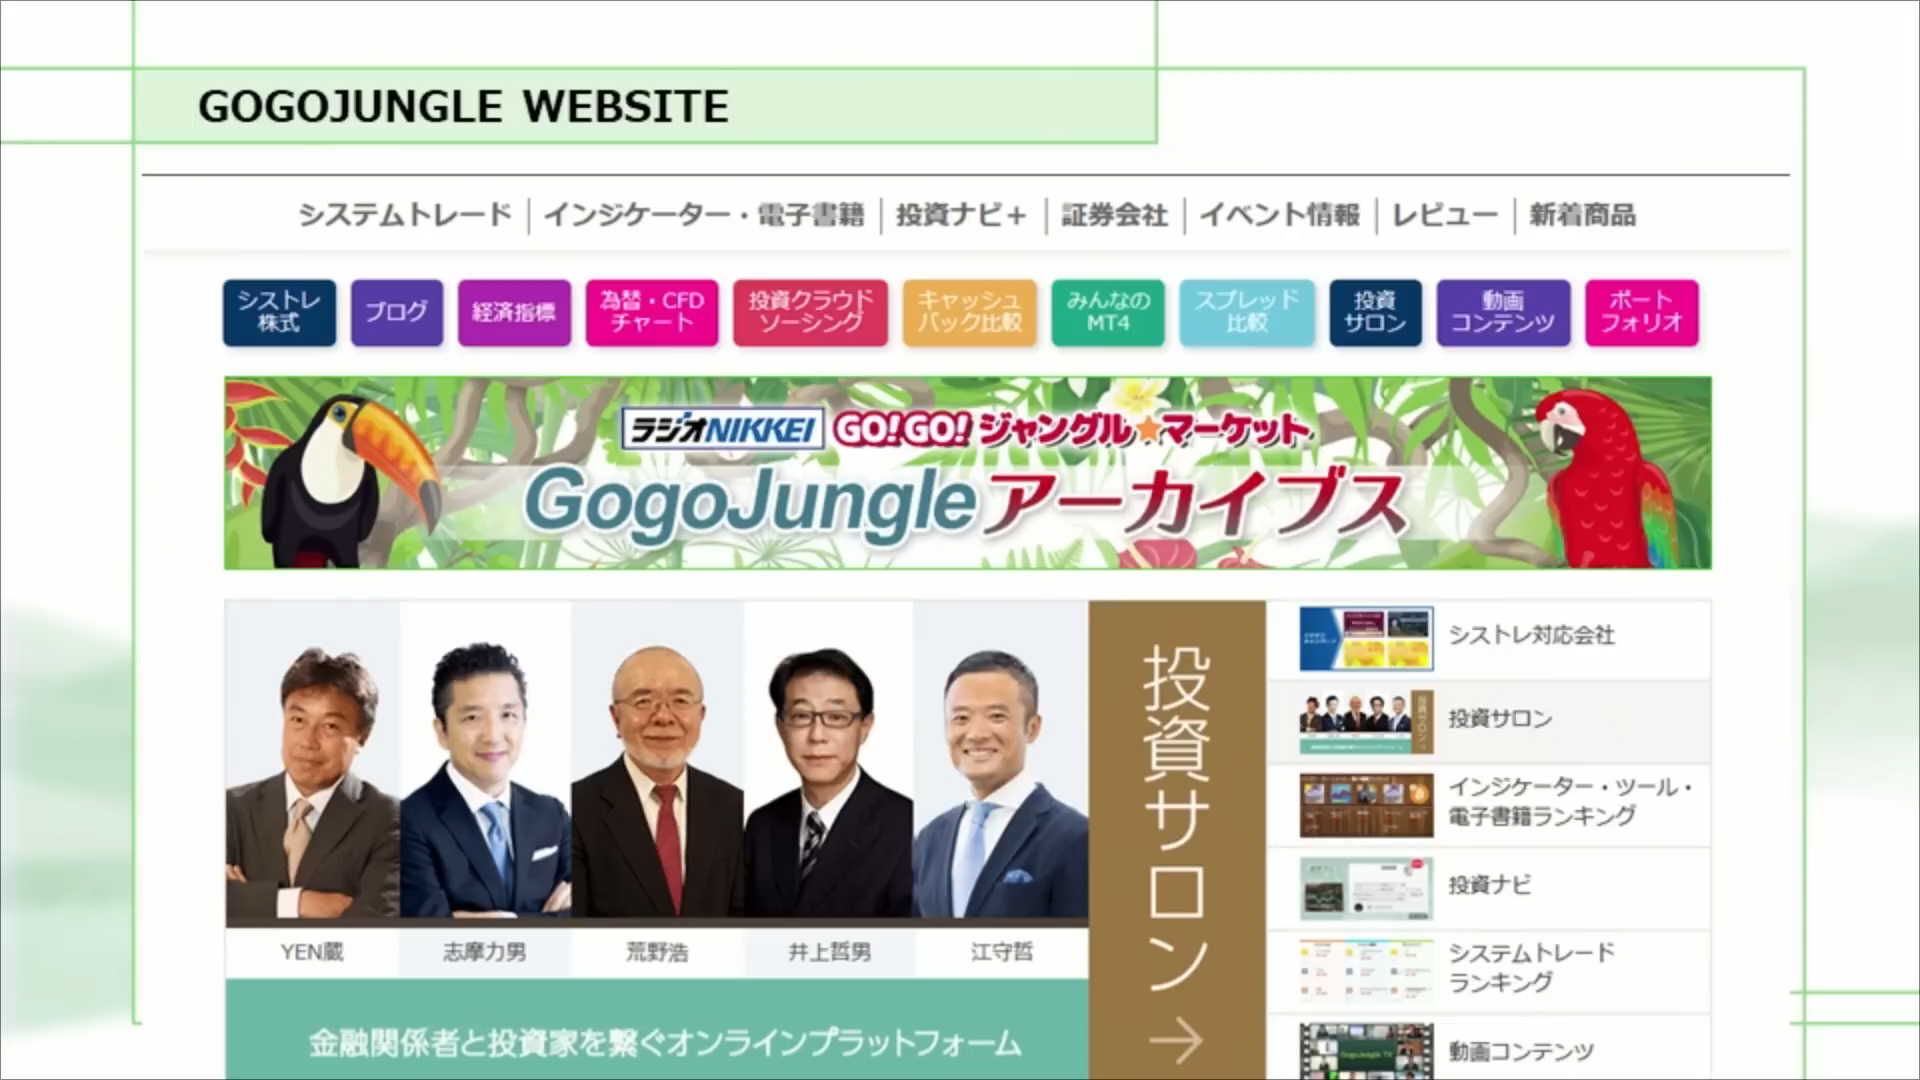 GOGOJUNGLE WEBSITE
システムトレード | インジケーター・電子書籍 | 投資ナビ+ | 証券会社 | イベント情報 | レビュー | 新着商品
シストレ
株式
ブログ
経済指標
為替・CFD
チャート
投資クラウド
ソーシング
キャッシュ
バック比較
みんなの
MT4
スプレッド
比較
投資
サロン
動画
コンテンツ
ポート
フォリオ
ラジオNIKKEI GO!GO! ジャングル★マーケット
GogoJungleアーカイブス
YEN蔵
志摩力男
荒野浩
井上哲男
江守哲
金融関係者と投資家を繋ぐオンラインプラットフォーム
投資サロン→
シストレ対応会社
投資サロン
インジケーター・ツール・
電子書籍ランキング
投資ナビ
システムトレード
ランキング
動画コンテンツ